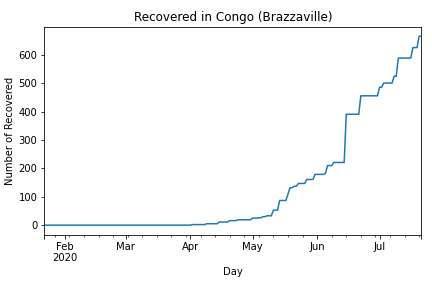 Recovered in Congo (Brazzaville)
Number of Recovered
600
500
400
300
200
100
0
Feb Mar Apr May Jun Jul
2020
Day